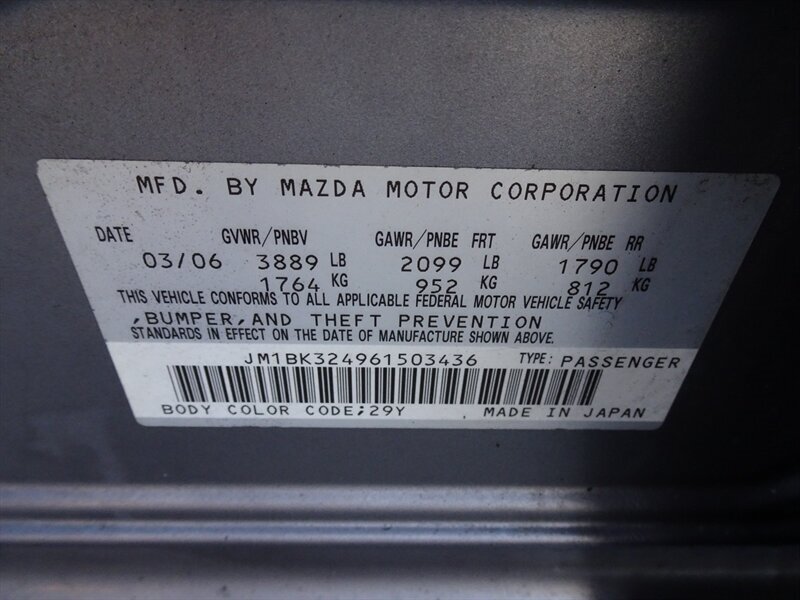 MFD. BY MAZDA MOTOR CORPORATION
DATE GVWR/PNBV GAWR/PNBE FRT GAWR/PNBE RR
03/06 3889 LB 2099 LB 1790 LB
1764 KG 952 KG 812 KG
THIS VEHICLE CONFORMS TO ALL APPLICABLE FEDERAL MOTOR VEHICLE SAFETY
,BUMPER,AND THEFT PREVENTION
STANDARDS IN EFFECT ON THE DATE OF MANUFACTURE SHOWN ABOVE.
JM1BK324961503436 TYPE: PASSENGER
BODY COLOR CODE;29Y MADE IN JAPAN